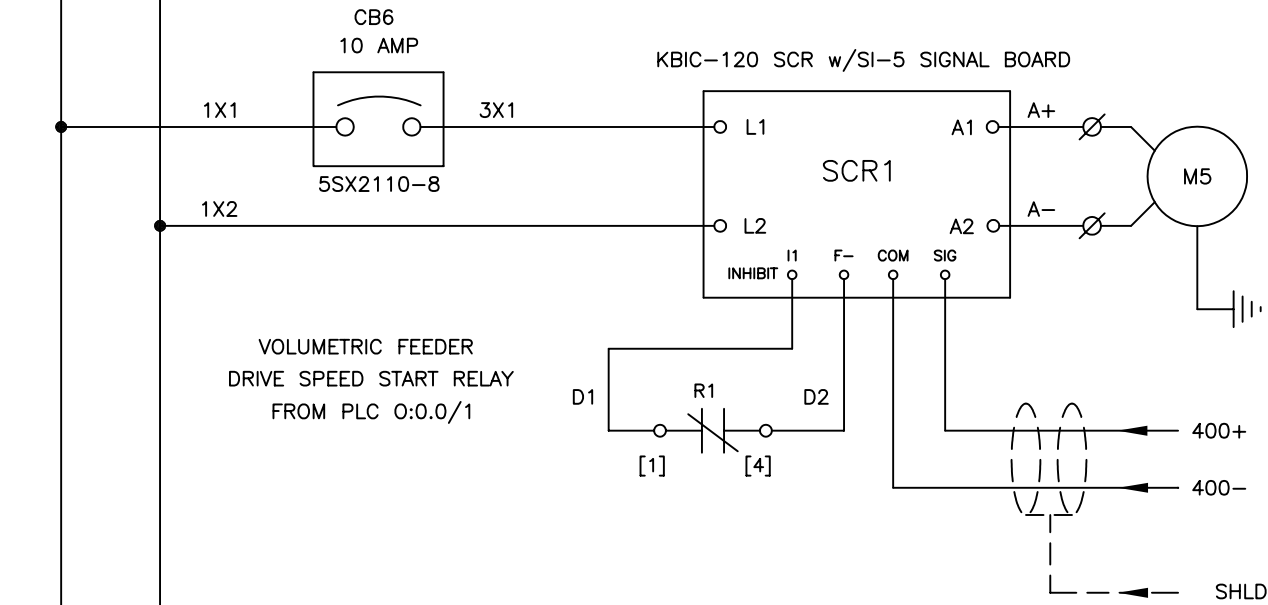 CB6
10 AMP
KBIC-120 SCR w/SI-5 SIGNAL BOARD
1X1
3X1
L1
A1
A+
SCR1
M5
5SX2110-8
1X2
L2
A2
A-
I1
F-
COM
SIG
INHIBIT
VOLUMETRIC FEEDER
DRIVE SPEED START RELAY
FROM PLC O:0.0/1
D1
R1
D2
[1]
[4]
400+
400-
SHLD